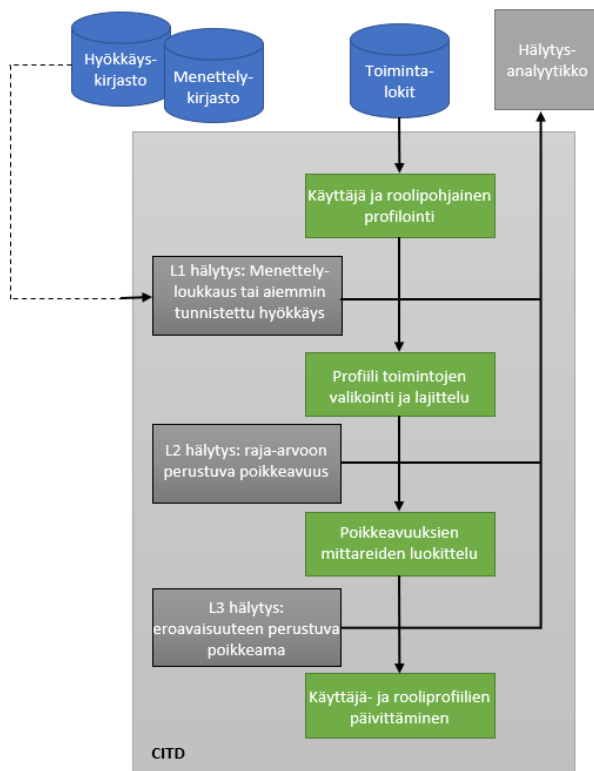 Hyökkäys-
kirjasto
Menettely-
kirjasto
Toiminta-
lokit
Hälytys-
analyytikko
Käyttäjä ja roolipohjainen
profilointi
L1 hälytys: Menettely-
loukkaus tai aiemmin
tunnistettu hyökkäys
Profiili toimintojen
valikointi ja lajittelu
L2 hälytys: raja-arvoon
perustuva poikkeavuus
Poikkeavuuksien
mittareiden luokittelu
L3 hälytys:
eroavaisuuteen perustuva
poikkeama
Käyttäjä- ja rooliprofiilien
päivittäminen
CITD